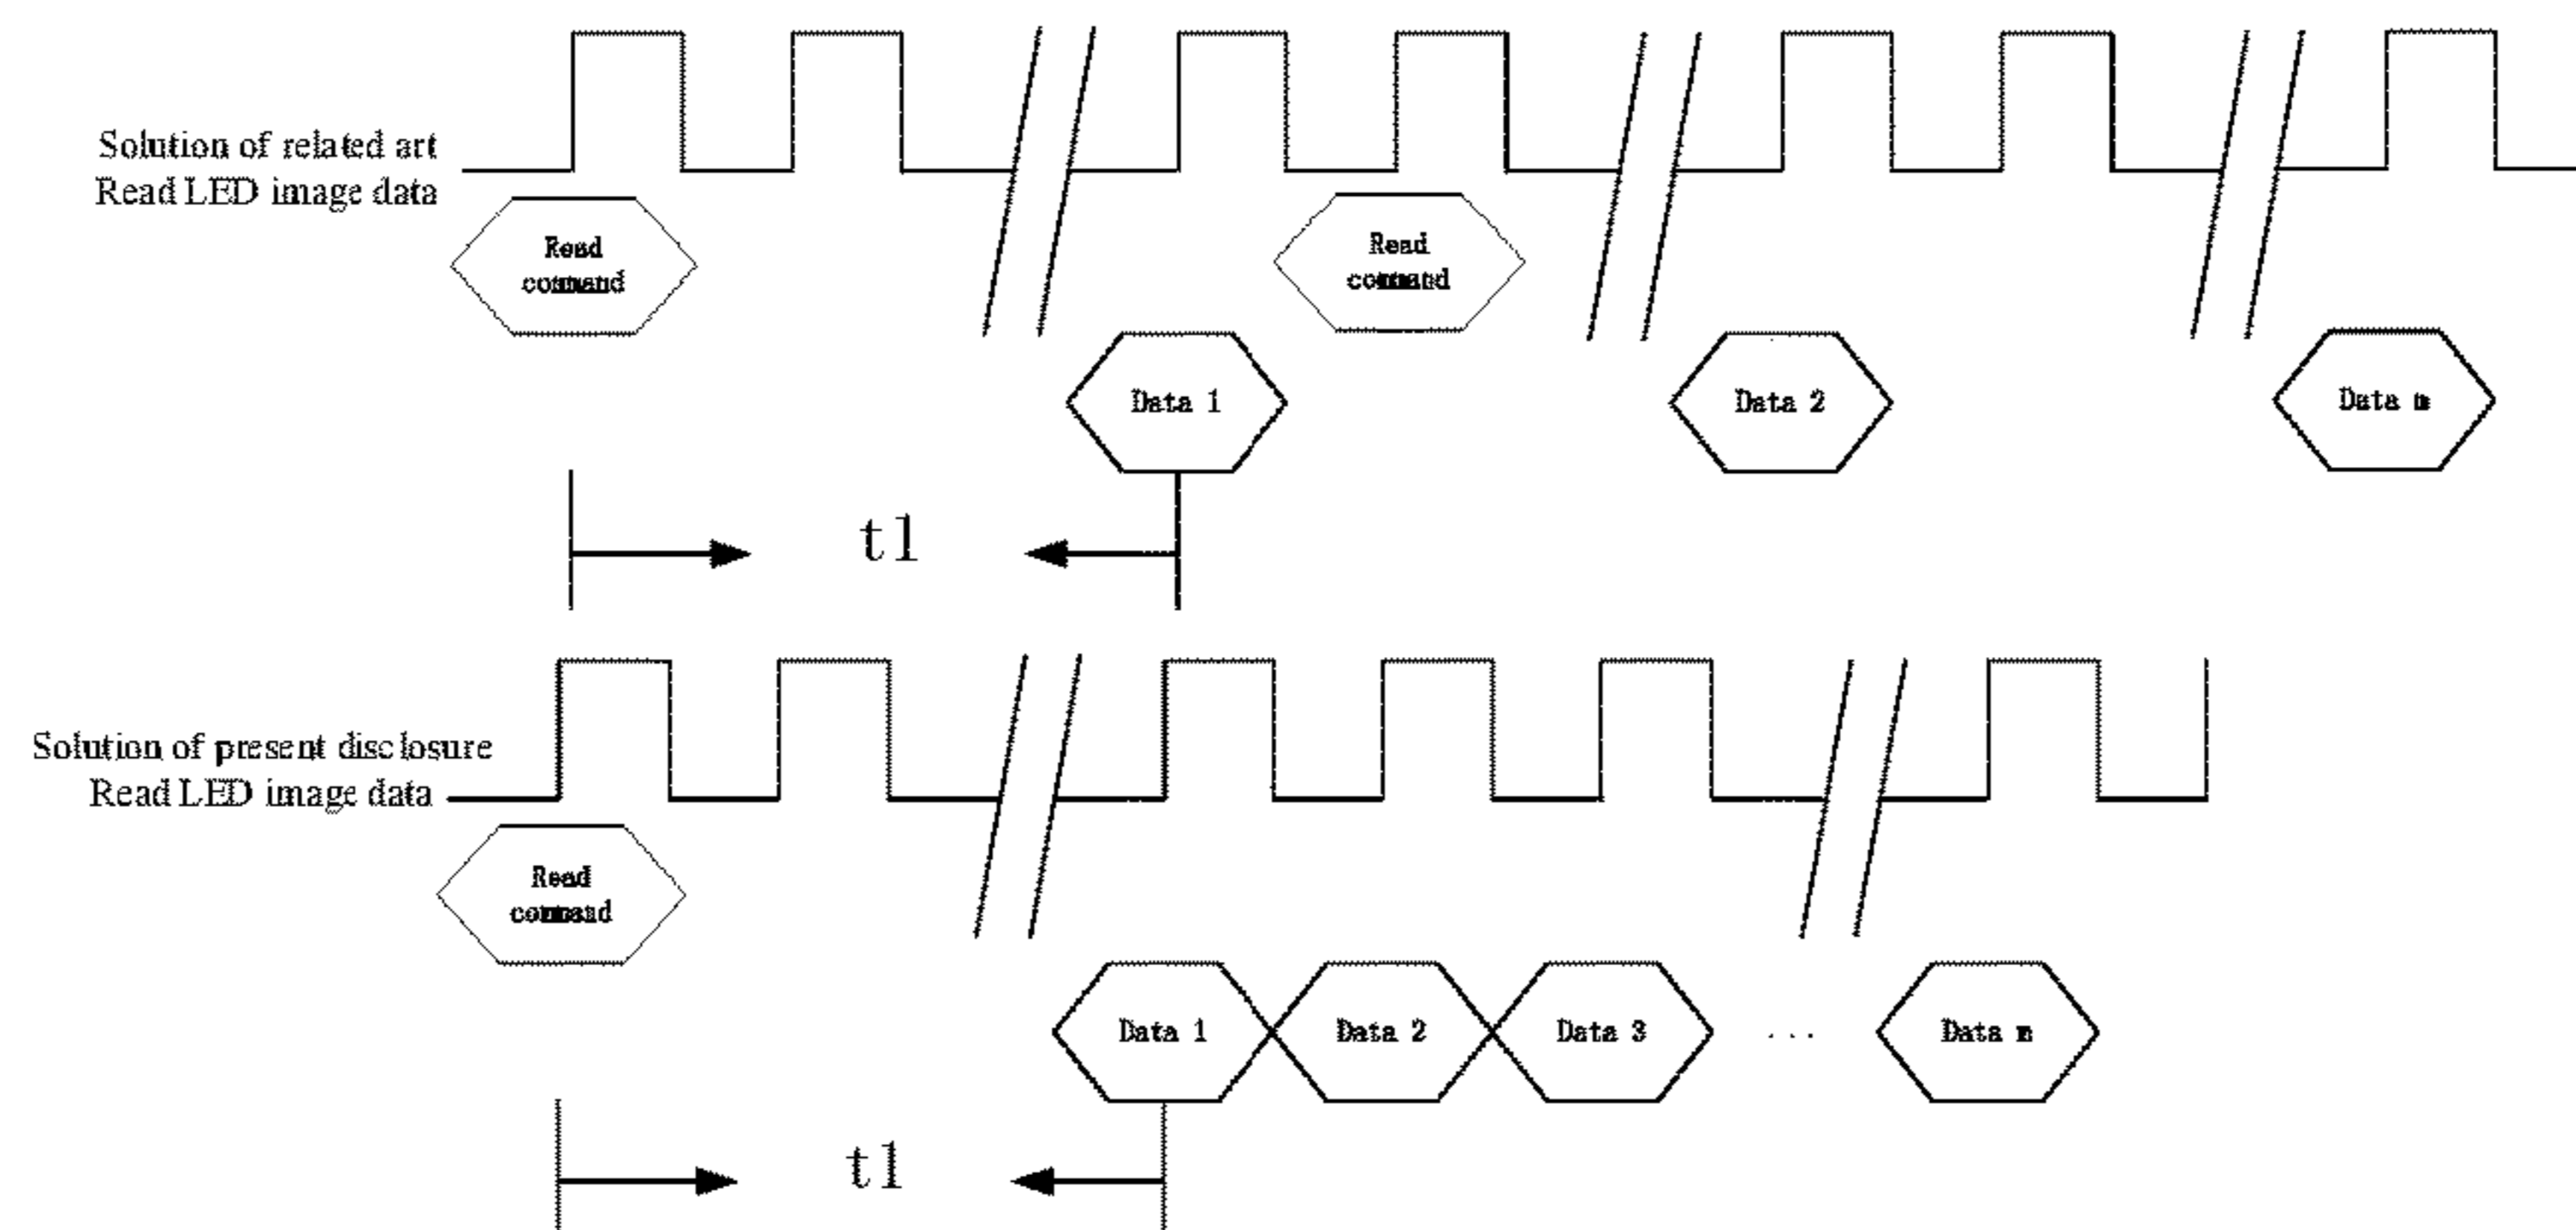 Solution of related art
Read LED image data
Read
command
Read
command
Data 1
Data 2
Data m
t1
Solution of present disclosure
Read LED image data
Read
command
Data 1
Data 2
Data 3
...
Data m
t1